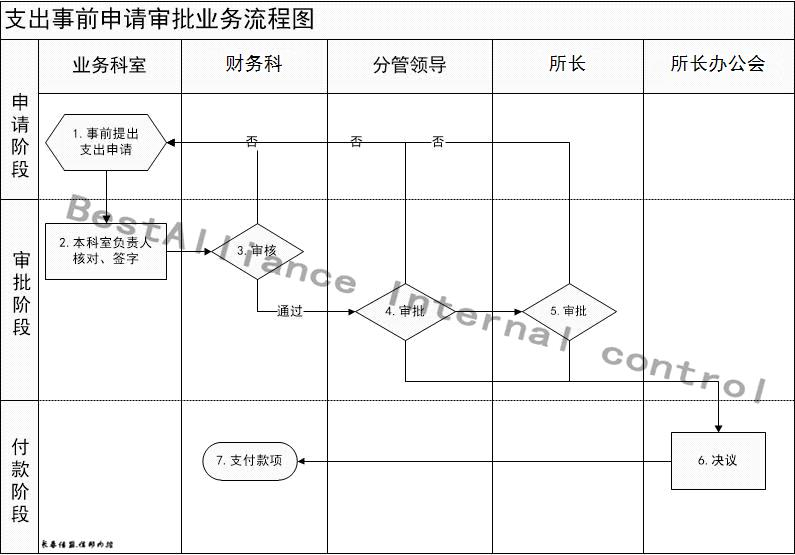 支出事前申请审批业务流程图
业务科室
财务科
分管领导
所长
所长办公会
申请阶段
1.事前提出
支出申请
否
否
否
审批阶段
2.本科室负责人
核对、签字
3.审核
通过
4.审批
5.审批
BestAlliance Internal control
付款阶段
7.支付款项
6.决议